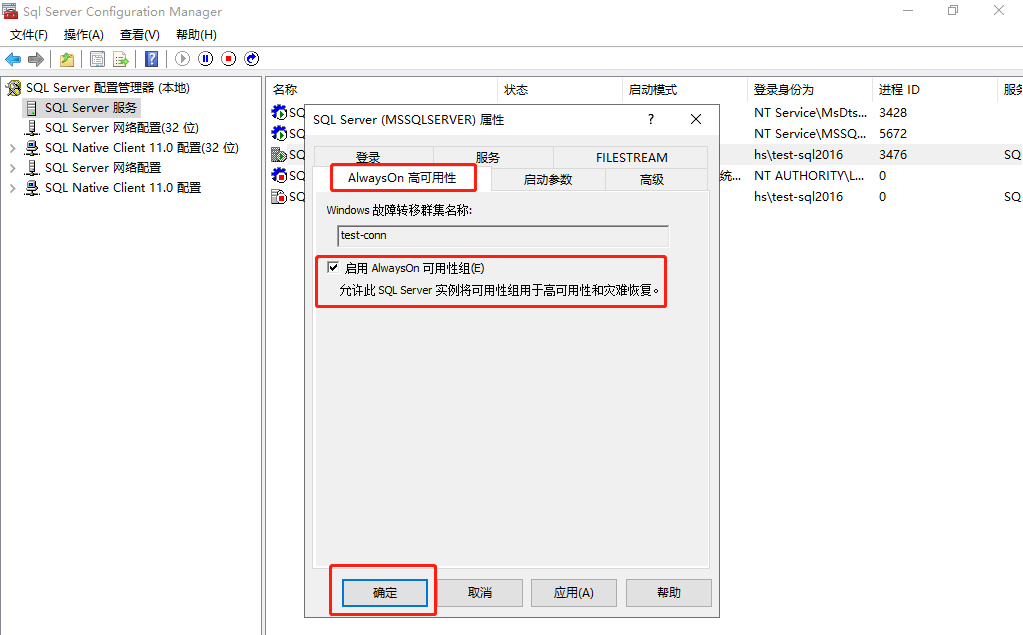 Sql Server Configuration Manager
文件(F) 操作(A) 查看(V) 帮助(H)
SQL Server 配置管理器 (本地)
SQL Server 服务
SQL Server 网络配置(32 位)
SQL Native Client 11.0 配置(32 位)
SQL Server 网络配置
SQL Native Client 11.0 配置
名称 状态 启动模式 登录身份为 进程 ID 服务
SQ NT Service\MsDts... 3428
SQ NT Service\MSSQ... 5672
SQ hs\test-sql2016 3476 SQ
SQ 统... NT AUTHORITY\L... 0
SQ hs\test-sql2016 0 SQ
SQL Server (MSSQLSERVER) 属性 ?
登录 服务 FILESTREAM
AlwaysOn 高可用性 启动参数 高级
Windows 故障转移群集名称:
test-conn
启用 AlwaysOn 可用性组(E)
允许此 SQL Server 实例将可用性组用于高可用性和灾难恢复。
确定 取消 应用(A) 帮助